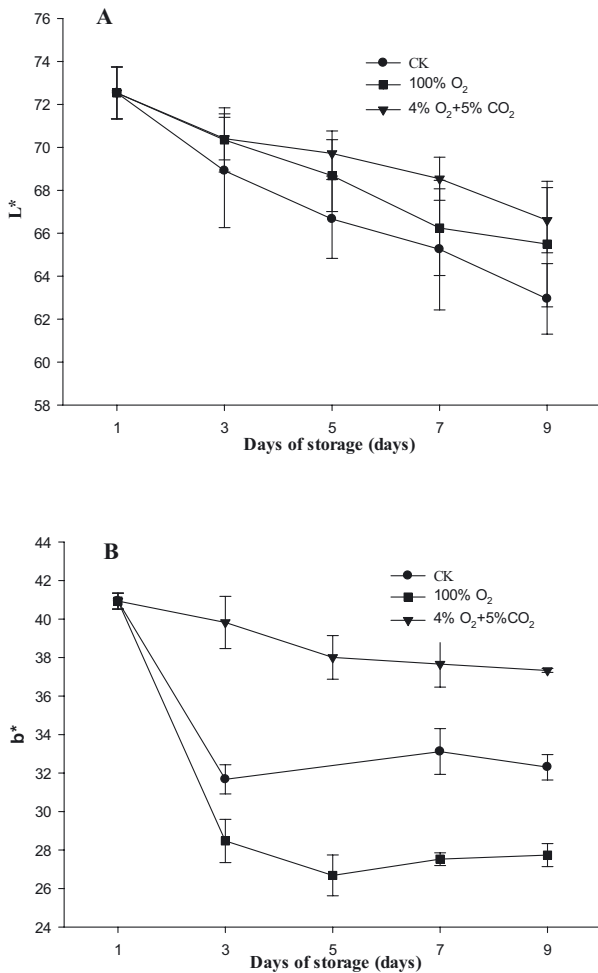 A
76
74
72
70
68
66
64
62
60
58
L*
CK
100% O₂
4% O₂+5% CO₂
1 3 5 7 9
Days of storage (days)
B
44
42
40
38
36
34
32
30
28
26
24
b*
CK
100% O₂
4% O₂+5%CO₂
1 3 5 7 9
Days of storage (days)